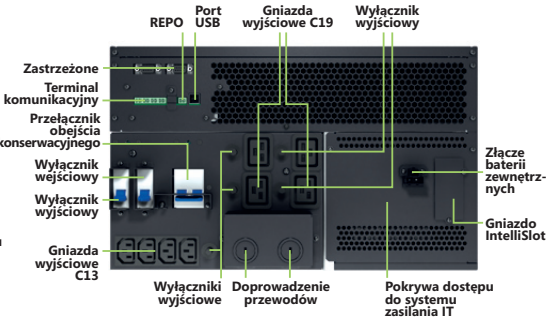 REPO
Port
USB
Gniazda
wyjściowe C19
Wyłącznik
wyjściowy
Zastrzeżone
Terminal
komunikacyjny
Przełącznik
obejścia
konserwacyjnego
Wyłącznik
wejściowy
Wyłącznik
wyjściowy
Gniazda
wyjściowe
C13
Wyłączniki
wyjściowe
Doprowadzenie
przewodów
Pokrywa dostępu
do systemu
zasilania IT
Złącze
baterii
zewnętrz-
nych
Gniazdo
IntelliSlot